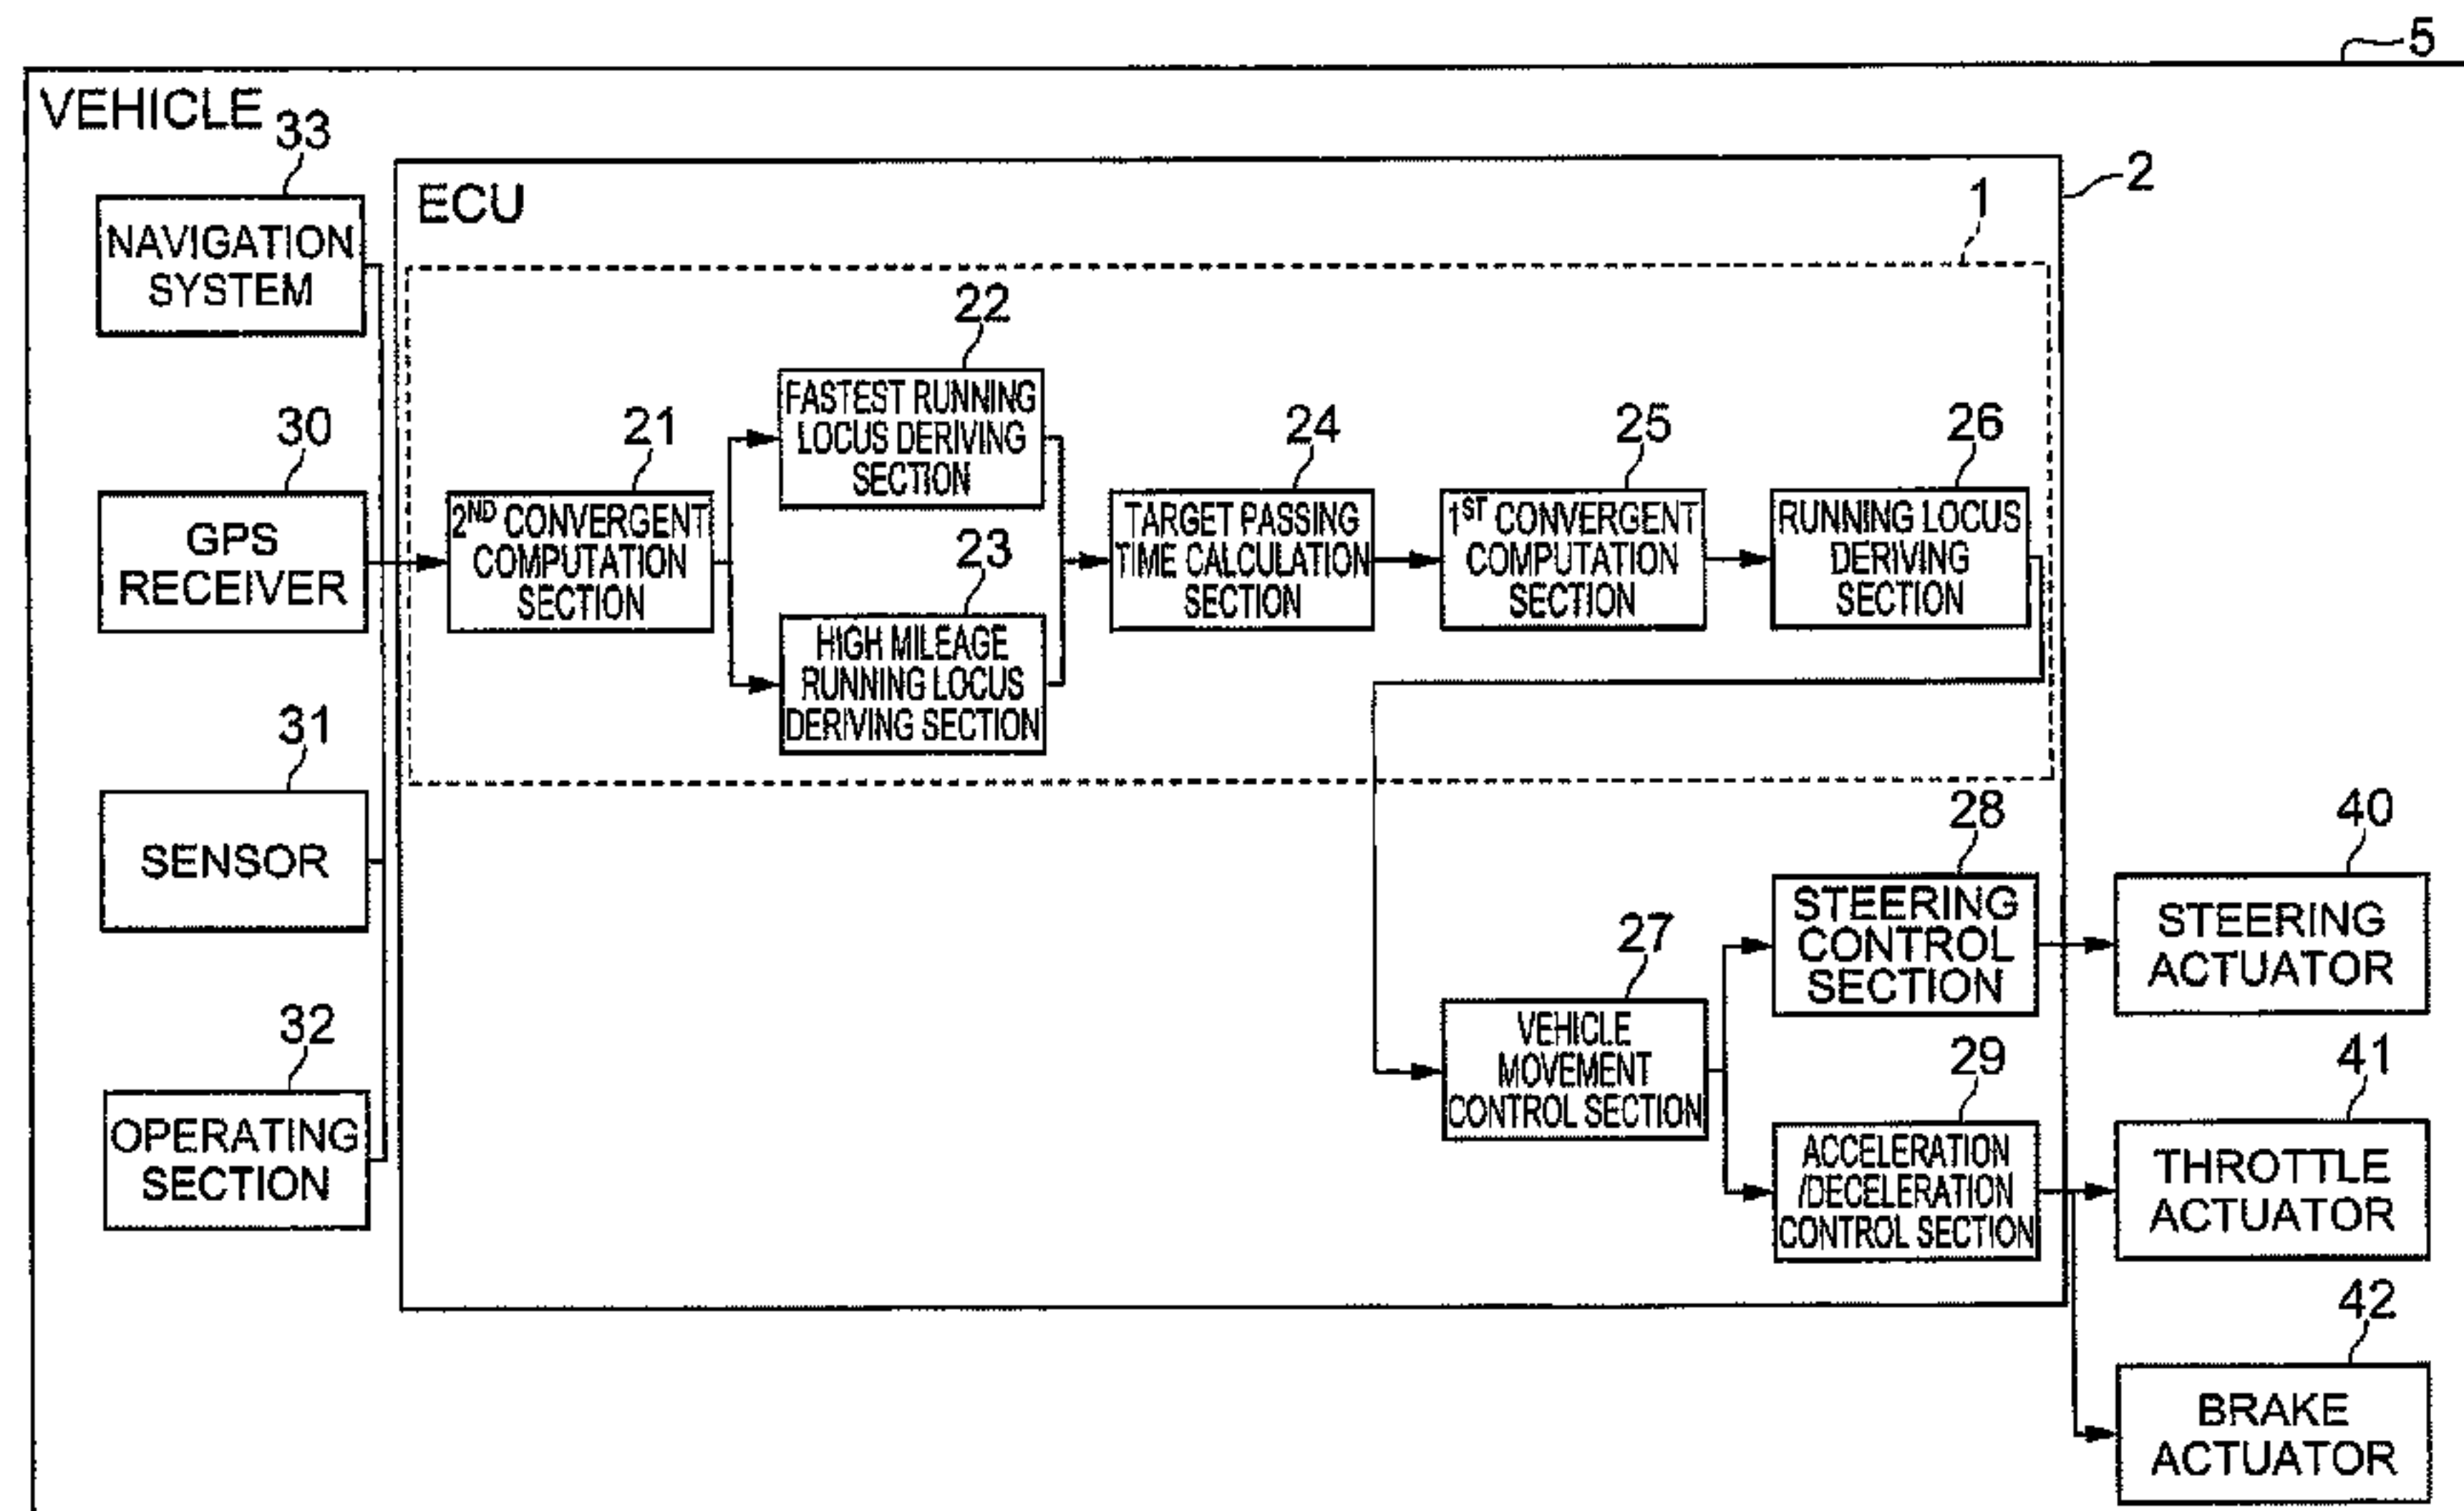 5
VEHICLE
33
NAVIGATION
SYSTEM
30
GPS
RECEIVER
31
SENSOR
32
OPERATING
SECTION
ECU
2
1
21
2ND CONVERGENT
COMPUTATION
SECTION
22
FASTEST RUNNING
LOCUS DERIVING
SECTION
23
HIGH MILEAGE
RUNNING LOCUS
DERIVING SECTION
24
TARGET PASSING
TIME CALCULATION
SECTION
25
1ST CONVERGENT
COMPUTATION
SECTION
26
RUNNING LOCUS
DERIVING
SECTION
27
VEHICLE
MOVEMENT
CONTROL SECTION
28
STEERING
CONTROL
SECTION
29
ACCELERATION
/DECELERATION
CONTROL SECTION
40
STEERING
ACTUATOR
41
THROTTLE
ACTUATOR
42
BRAKE
ACTUATOR